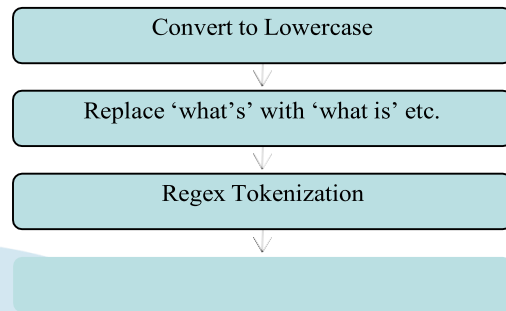 Convert to Lowercase
Replace ‘what’s’ with ‘what is’ etc.
Regex Tokenization